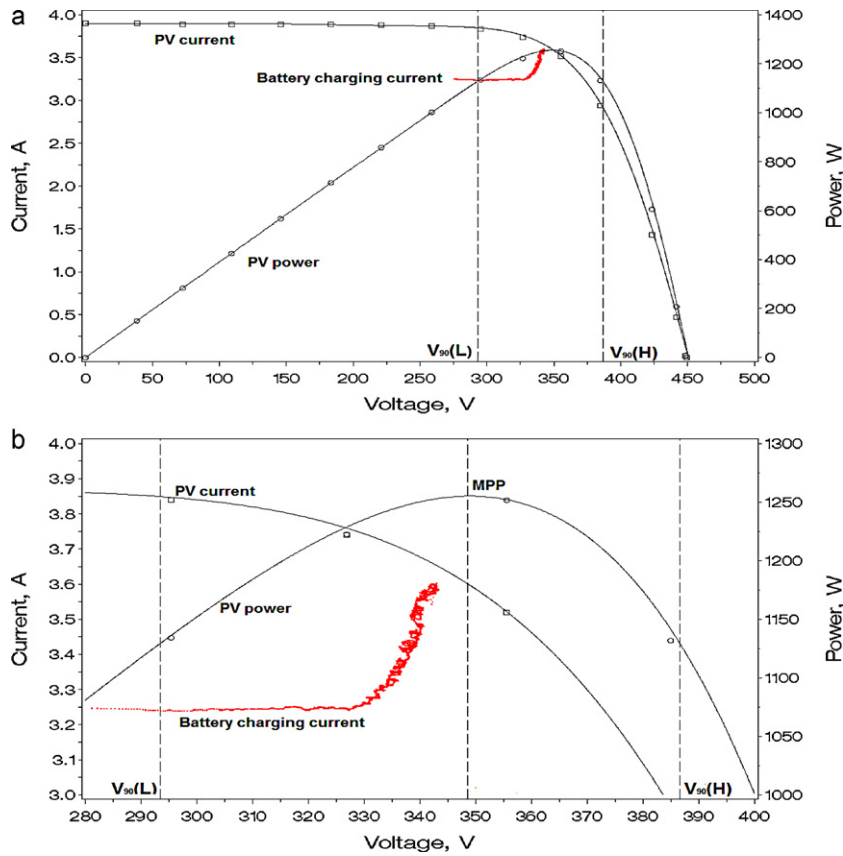 a
4.0
3.5
3.0
2.5
2.0
1.5
1.0
0.5
0.0
Current, A
1400
1200
1000
800
600
400
200
0
Power, W
PV current
Battery charging current
PV power
V90(L)
V90(H)
0 50 100 150 200 250 300 350 400 450 500
Voltage, V
b
4.0
3.9
3.8
3.7
3.6
3.5
3.4
3.3
3.2
3.1
3.0
Current, A
1300
1250
1200
1150
1100
1050
1000
Power, W
PV current
MPP
PV power
Battery charging current
V90(L)
V90(H)
280 290 300 310 320 330 340 350 360 370 380 390 400
Voltage, V